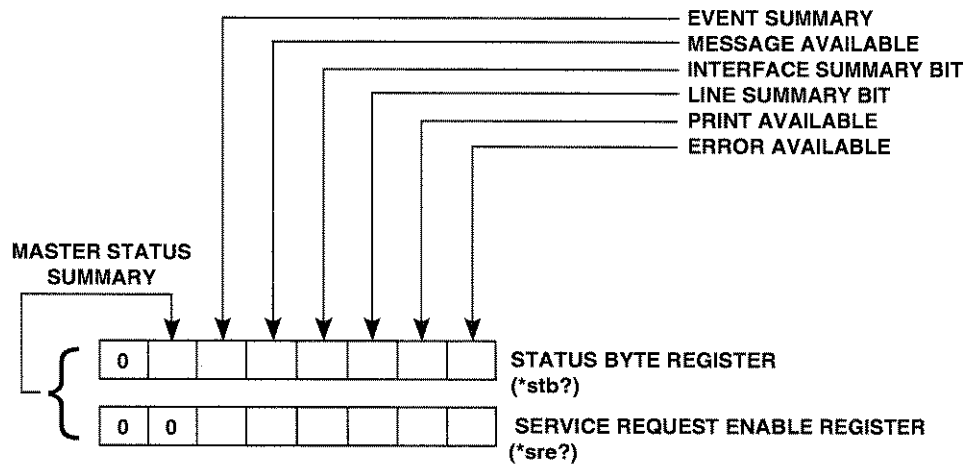 EVENT SUMMARY
MESSAGE AVAILABLE
INTERFACE SUMMARY BIT
LINE SUMMARY BIT
PRINT AVAILABLE
ERROR AVAILABLE
MASTER STATUS
SUMMARY
0
STATUS BYTE REGISTER
(*stb?)
0 0
SERVICE REQUEST ENABLE REGISTER
(*sre?)